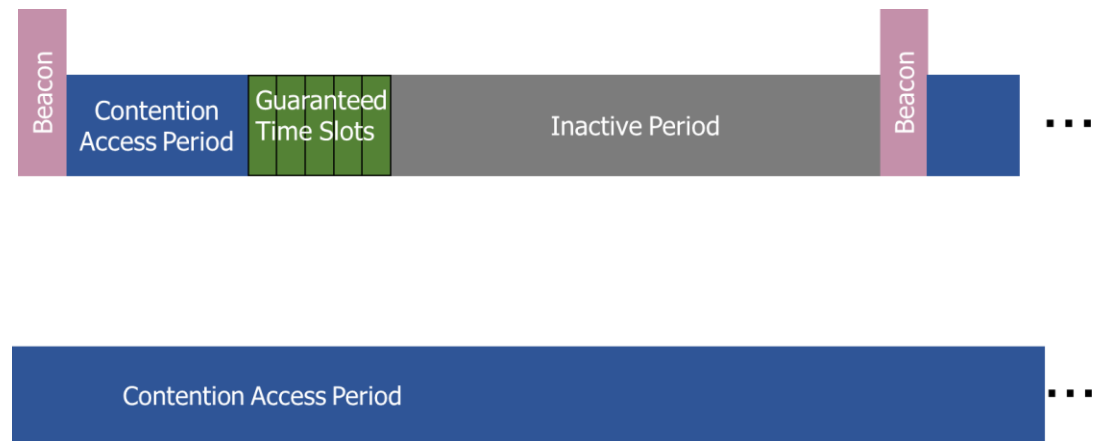 Beacon
Contention
Access Period
Guaranteed
Time Slots
Inactive Period
Beacon
...
Contention Access Period
...